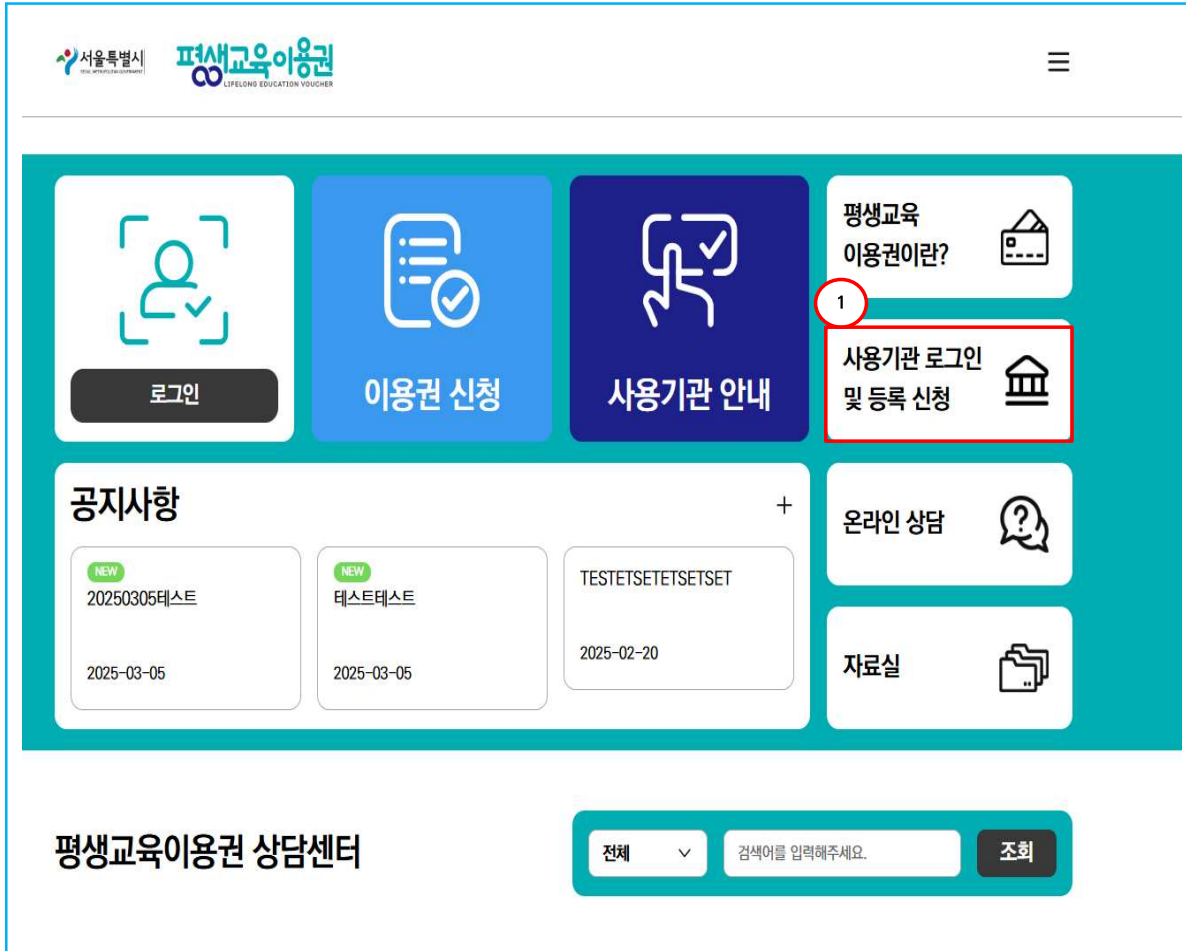 서울특별시
SEOUL METROPOLITAN GOVERNMENT
평생교육이용권
LIFELONG EDUCATION VOUCHER
로그인
이용권 신청
사용기관 안내
평생교육
이용권이란?
1
사용기관 로그인
및 등록 신청
공지사항
+
NEW
20250305테스트
2025-03-05
NEW
테스트테스트
2025-03-05
TESTETSETETSETSET
2025-02-20
온라인 상담
자료실
평생교육이용권 상담센터
전체
검색어를 입력해주세요.
조회